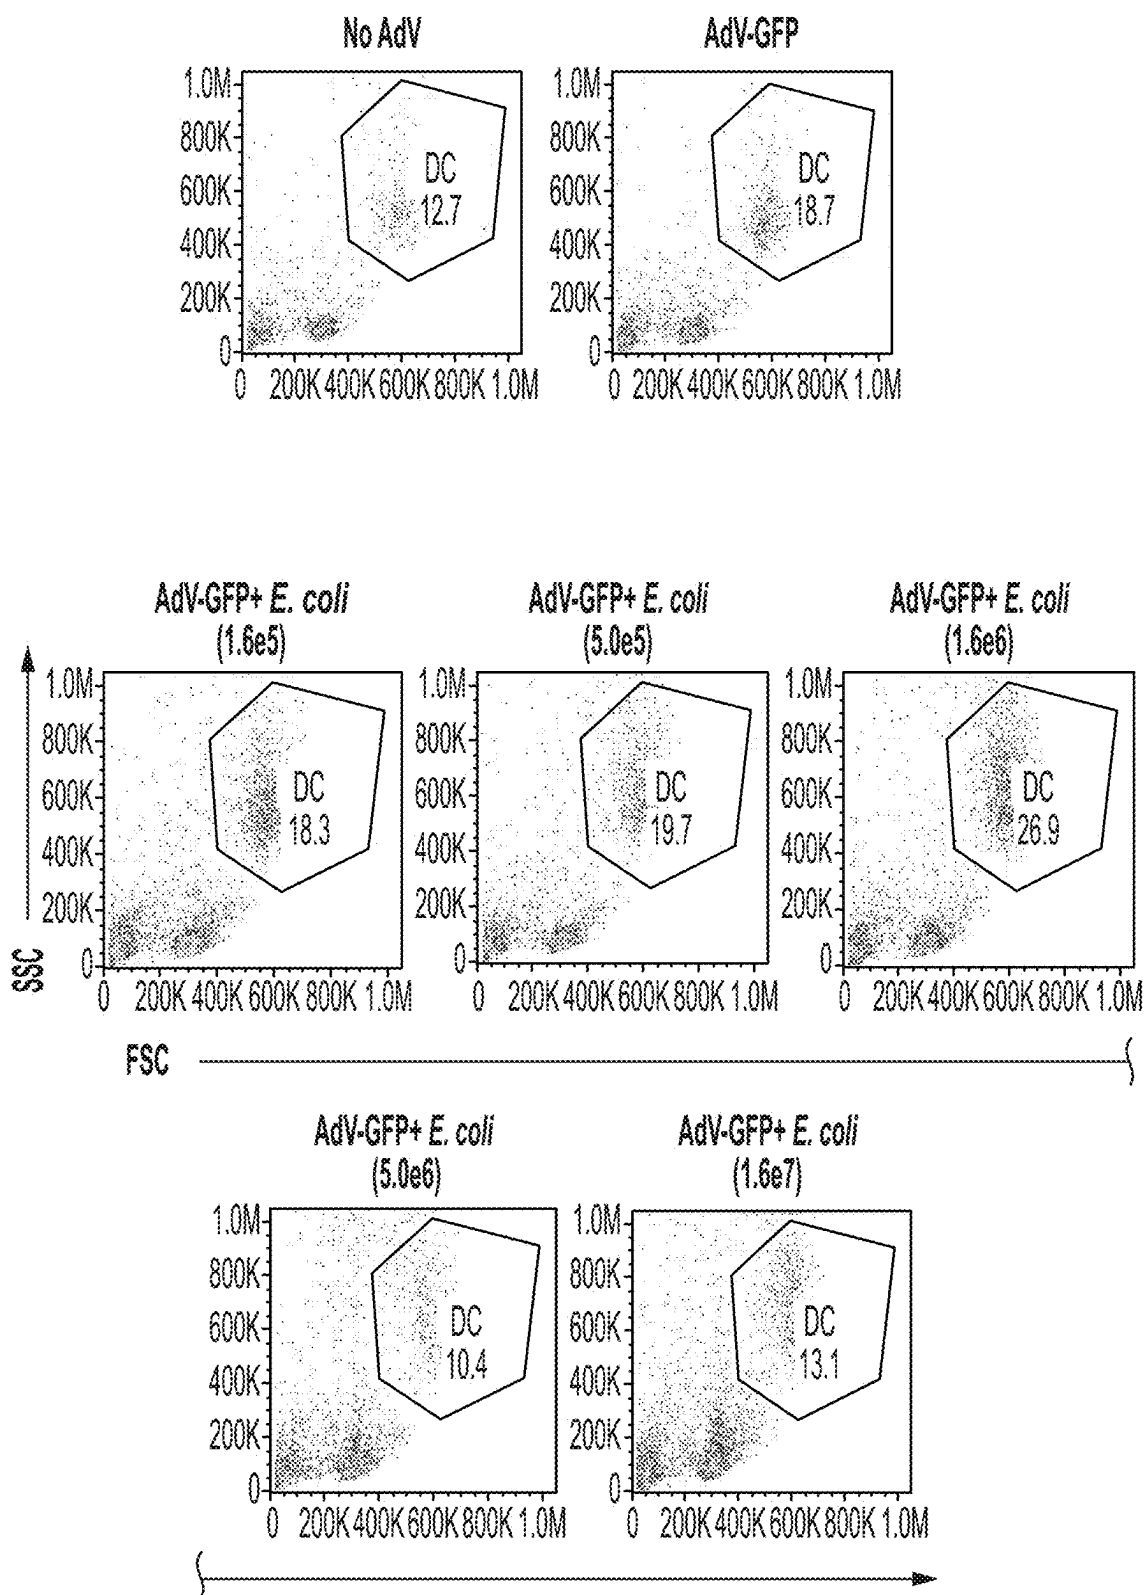 No AdV
AdV-GFP
1.0M
800K
600K
400K
200K
0
DC
12.7
0 200K 400K 600K 800K 1.0M
1.0M
800K
600K
400K
200K
0
DC
18.7
0 200K 400K 600K 800K 1.0M
AdV-GFP+ E. coli
(1.6e5)
AdV-GFP+ E. coli
(5.0e5)
AdV-GFP+ E. coli
(1.6e6)
SSC
1.0M
800K
600K
400K
200K
0
DC
18.3
0 200K 400K 600K 800K 1.0M
1.0M
800K
600K
400K
200K
0
DC
19.7
0 200K 400K 600K 800K 1.0M
1.0M
800K
600K
400K
200K
0
DC
26.9
0 200K 400K 600K 800K 1.0M
FSC
AdV-GFP+ E. coli
(5.0e6)
AdV-GFP+ E. coli
(1.6e7)
1.0M
800K
600K
400K
200K
0
DC
10.4
0 200K 400K 600K 800K 1.0M
1.0M
800K
600K
400K
200K
0
DC
13.1
0 200K 400K 600K 800K 1.0M